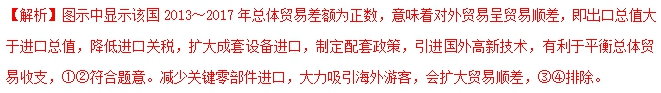 【解析】图示中显示该国 2013～2017 年总体贸易差额为正数，意味着对外贸易呈贸易顺差，即出口总值大
于进口总值，降低进口关税，扩大成套设备进口，制定配套政策，引进国外高新技术，有利于平衡总体贸
易收支，①②符合题意。减少关键零部件进口，大力吸引海外游客，会扩大贸易顺差，③④排除。